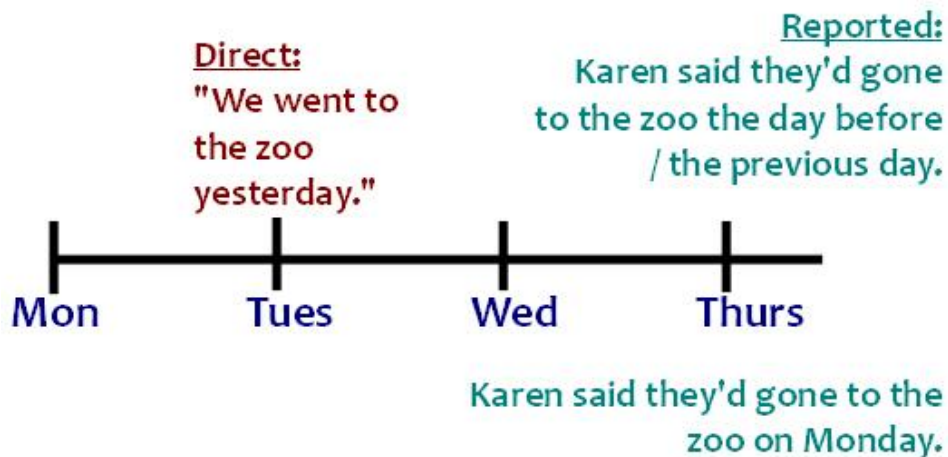 Direct:
"We went to
the zoo
yesterday."
Reported:
Karen said they'd gone
to the zoo the day before
/ the previous day.
Mon
Tues
Wed
Thurs
Karen said they'd gone to the
zoo on Monday.